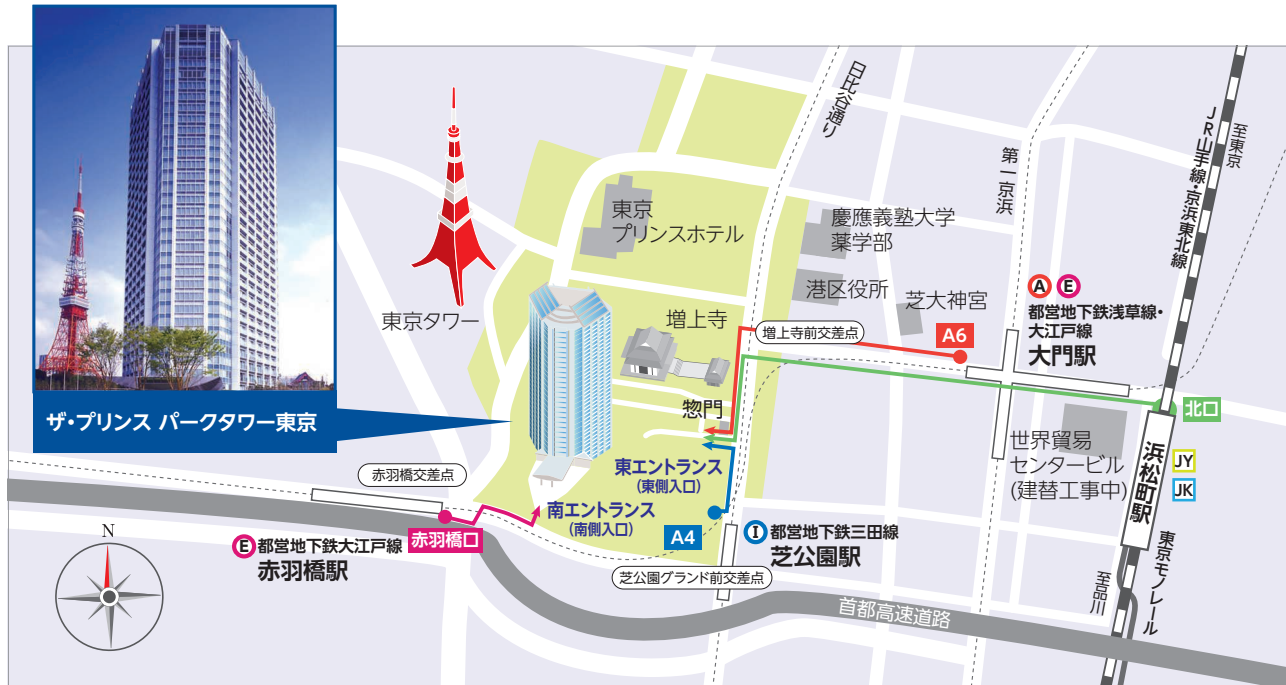 ザ・プリンス パークタワー東京
日比谷通り
第一京浜
至東京
JR山手線・京浜東北線
東京
プリンスホテル
慶應義塾大学
薬学部
港区役所
芝大神宮
東京タワー
増上寺
増上寺前交差点
A6
A E
都営地下鉄浅草線・
大江戸線
大門駅
惣門
北口
世界貿易
センタービル
(建替工事中)
浜松町駅
JY
JK
東エントランス
(東側入口)
赤羽橋交差点
南エントランス
(南側入口)
A4
I 都営地下鉄三田線
芝公園駅
赤羽橋口
E 都営地下鉄大江戸線
赤羽橋駅
芝公園グランド前交差点
首都高速道路
至品川
東京モノレール
N